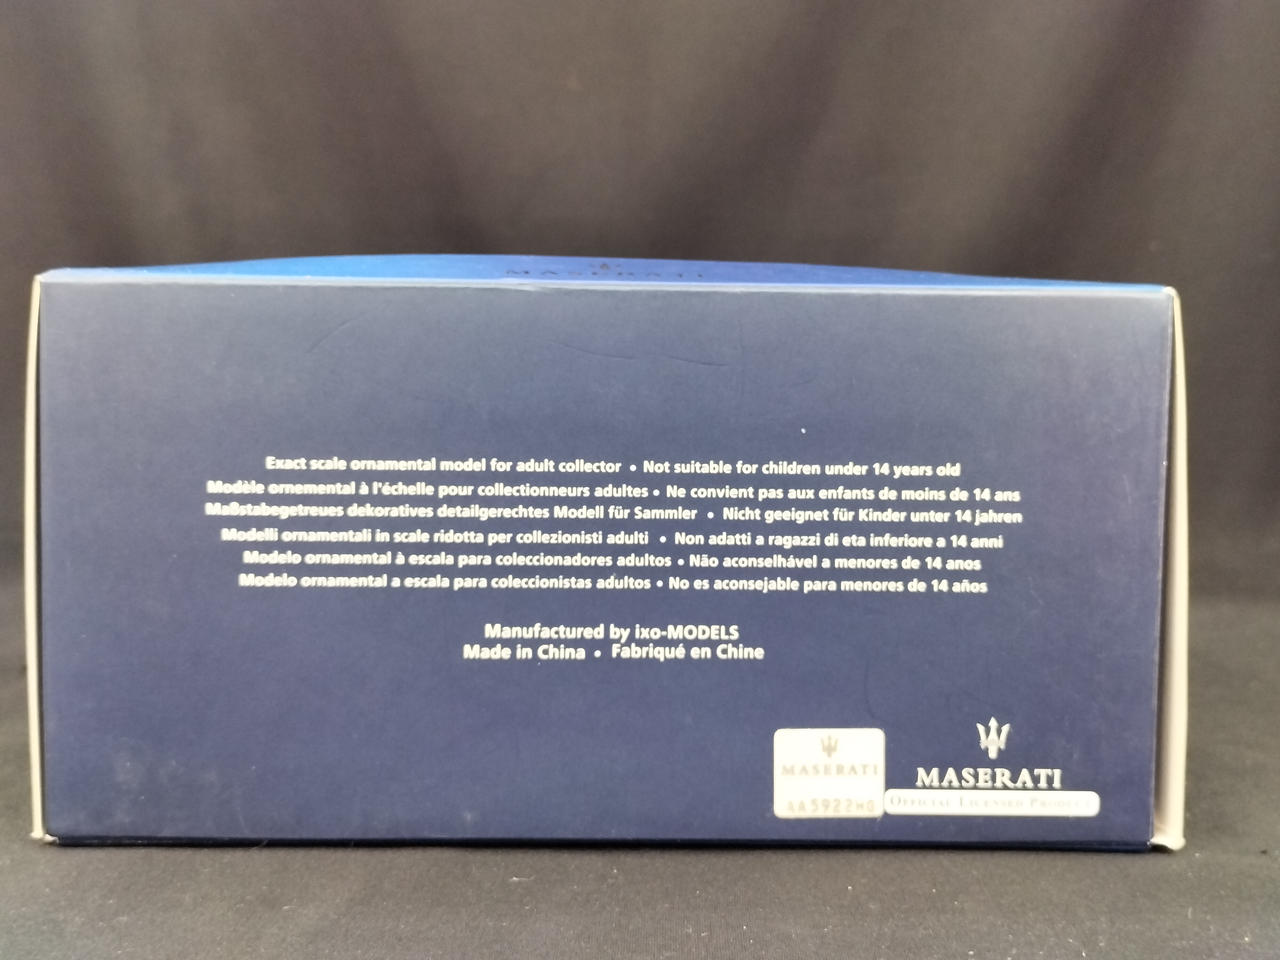 MASERATI
Exact scale ornamental model for adult collector • Not suitable for children under 14 years old
Modèle ornemental à l'échelle pour collectionneurs adultes • Ne convient pas aux enfants de moins de 14 ans
Maßstabegetreues dekoratives detailgerechtes Modell für Sammler • Nicht geeignet für Kinder unter 14 jahren
Modelli ornamentali in scale ridotta per collezionisti adulti • Non adatti a ragazzi di eta inferiore a 14 anni
Modelo ornamental à escala para coleccionadores adultos • Não aconselhável a menores de 14 anos
Modelo ornamental a escala para coleccionistas adultos • No es aconsejable para menores de 14 años
Manufactured by ixo-MODELS
Made in China • Fabriqué en Chine
MASERATI
AA5922HG
MASERATI
OFFICIAL LICENSED PRODUCT